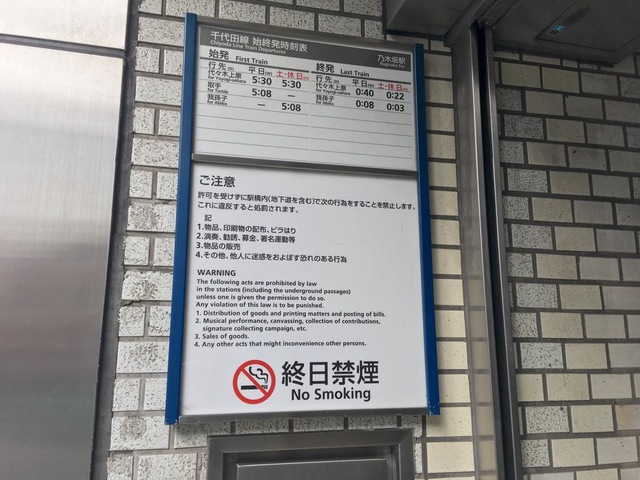 千代田線 始終発時刻表 乃木坂駅
Chiyoda Line Train Departures Nogizaka Sta.
始発 First Train 終発 Last Train
行先 平日 土・休日 行先 平日 土・休日
代々木上原 5:30 5:30 代々木上原 0:40 0:22
for Yoyogi-uehara for Yoyogi-uehara
取手 5:08 — 我孫子 0:08 0:03
for Toride for Abiko
我孫子 — 5:08
for Abiko
ご注意
許可を受けずに駅構内(地下道を含む)で次の行為をすることを禁止します。
これに違反すると処罰されます。
記
1.物品、印刷物の配布、ビラはり
2.演奏、勧誘、募金、署名運動等
3.物品の販売
4.その他、他人に迷惑をおよぼす恐れのある行為
WARNING
The following acts are prohibited by law
in the stations (including the underground passages)
unless one is given the permission to do so.
Any violation of this law is to be punished.
1. Distribution of goods and printing matters and posting of bills.
2. Musical performance, canvassing, collection of contributions,
signature collecting campaign, etc.
3. Sales of goods.
4. Any other acts that might inconvenience other persons.
終日禁煙
No Smoking